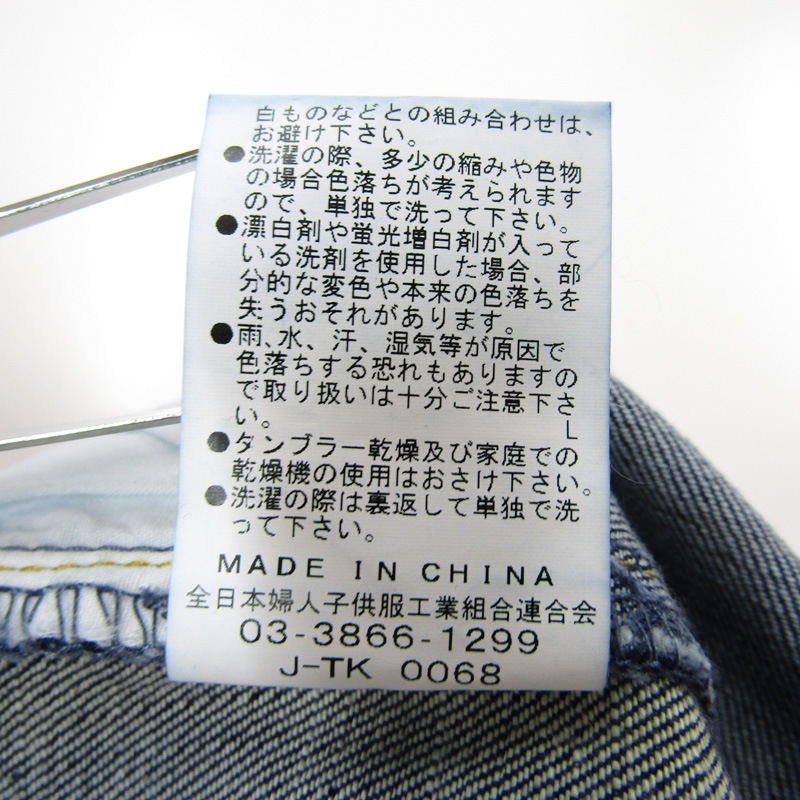 白ものなどとの組み合わせは、
お避け下さい。
●洗濯の際、多少の縮みや色物
の場合色落ちが考えられます
ので、単独で洗って下さい。
●漂白剤や蛍光増白剤が入って
いる洗剤を使用した場合、部
分的な変色や本来の色落ちを
失うおそれがあります。
●雨、水、汗、湿気等が原因で
色落ちする恐れもありますの
で取り扱いは十分ご注意下さ
い。 L
●タンブラー乾燥及び家庭での
乾燥機の使用はおさけ下さい。
●洗濯の際は裏返して単独で洗
って下さい。
MADE IN CHINA
全日本婦人子供服工業組合連合会
03-3866-1299
J-TK 0068